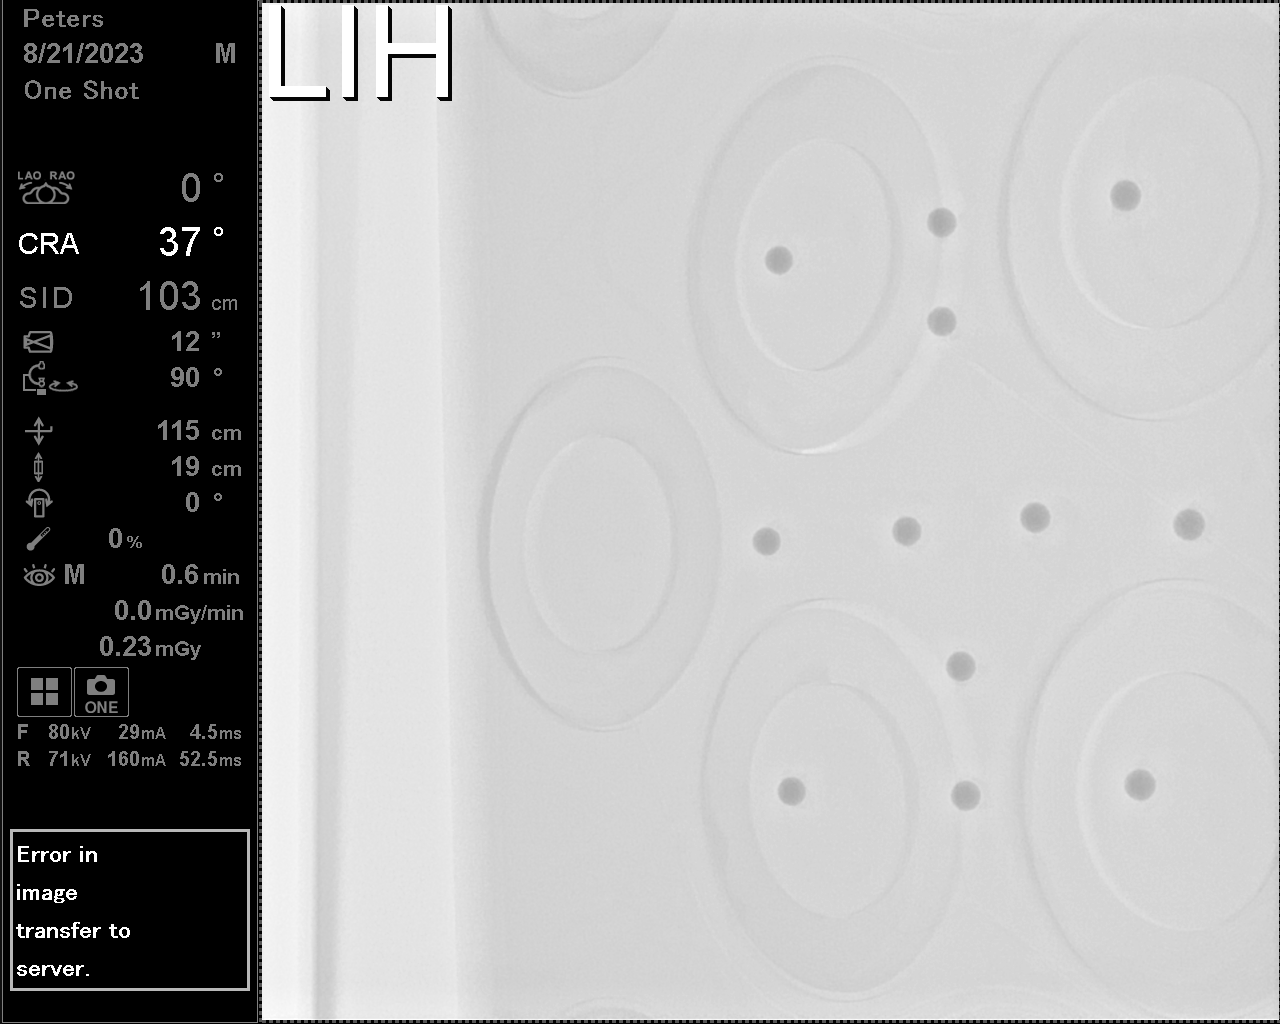 Peters
8/21/2023 M
One Shot
LIH
LAO RAO 0 °
CRA 37 °
SID 103 cm
12 ”
90 °
115 cm
19 cm
0 °
0 %
M 0.6 min
0.0 mGy/min
0.23 mGy
ONE
F 80kV 29mA 4.5ms
R 71kV 160mA 52.5ms
Error in
image
transfer to
server.